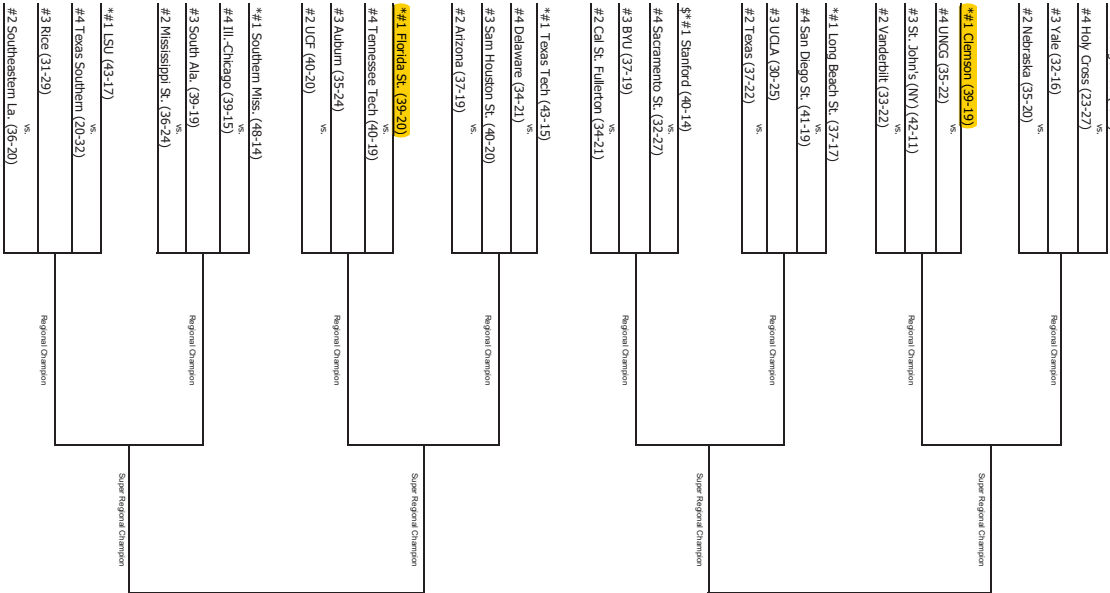 #4 Holy Cross (23-27)
#3 Yale (32-16)
vs.
#2 Nebraska (35-20)
*#1 Clemson (39-19)
vs.
#4 UNCG (35-22)
#3 St. John's (NY) (42-11)
vs.
#2 Vanderbilt (33-22)
*#1 Long Beach St. (37-17)
vs.
#4 San Diego St. (41-19)
#3 UCLA (30-25)
vs.
#2 Texas (37-22)
$*#1 Stanford (40-14)
vs.
#4 Sacramento St. (32-27)
#3 BYU (37-19)
vs.
#2 Cal St. Fullerton (34-21)
*#1 Texas Tech (43-15)
vs.
#4 Delaware (34-21)
#3 Sam Houston St. (40-20)
vs.
#2 Arizona (37-19)
*#1 Florida St. (39-20)
vs.
#4 Tennessee Tech (40-19)
#3 Auburn (35-24)
vs.
#2 UCF (40-20)
*#1 Southern Miss. (48-14)
vs.
#4 Ill.-Chicago (39-15)
#3 South Ala. (39-19)
vs.
#2 Mississippi St. (36-24)
*#1 LSU (43-17)
vs.
#4 Texas Southern (20-32)
#3 Rice (31-29)
vs.
#2 Southeastern La. (36-20)
Regional Champion
Regional Champion
Regional Champion
Regional Champion
Regional Champion
Regional Champion
Regional Champion
Regional Champion
Super Regional Champion
Super Regional Champion
Super Regional Champion
Super Regional Champion